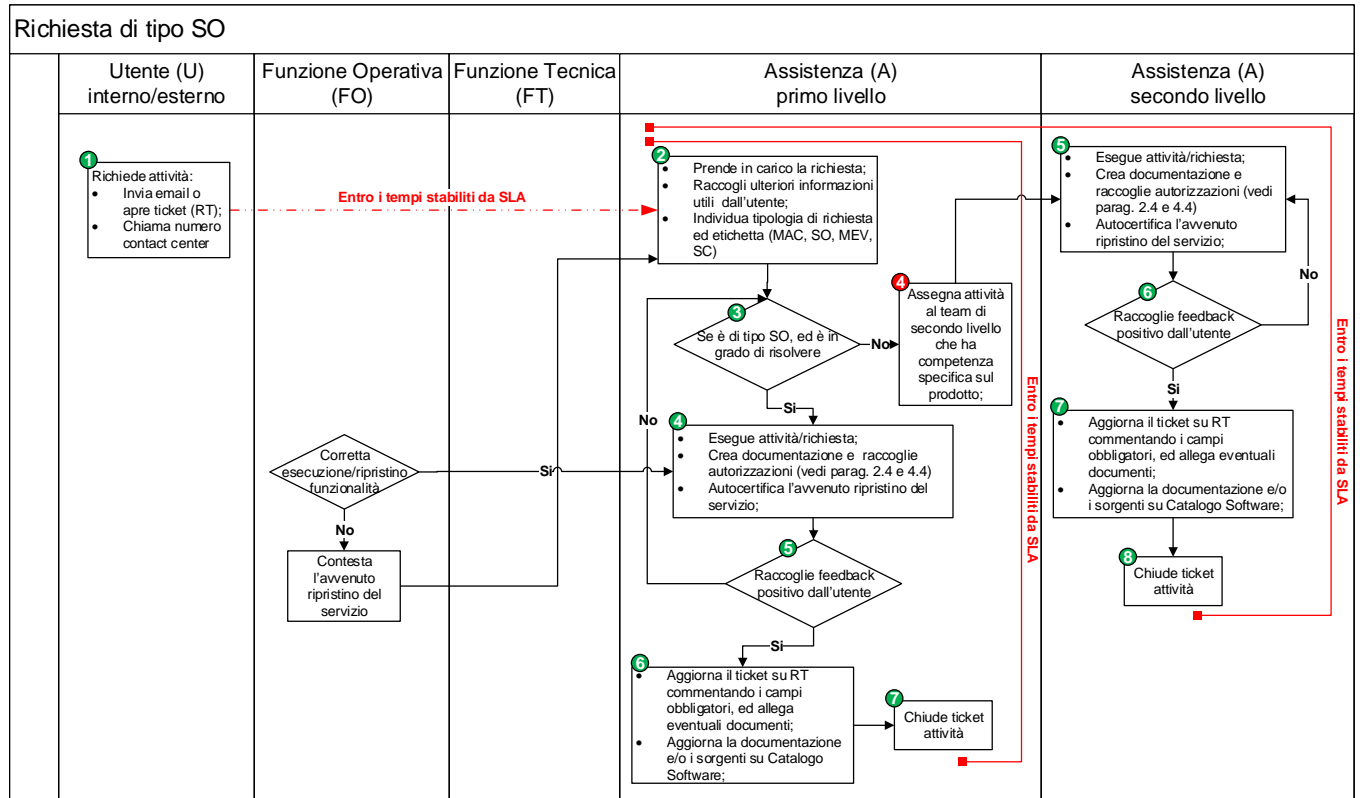 Richiesta di tipo SO
Utente (U)
interno/esterno
Funzione Operativa
(FO)
Funzione Tecnica
(FT)
Assistenza (A)
primo livello
Assistenza (A)
secondo livello
1
Richiede attività:
• Invia email o
apre ticket (RT);
• Chiama numero
contact center
Entro i tempi stabiliti da SLA
2
• Prende in carico la richiesta;
• Raccogli ulteriori informazioni
utili dall'utente;
• Individua tipologia di richiesta
ed etichetta (MAC, SO, MEV,
SC)
3
Se è di tipo SO, ed è in
grado di risolvere
No
4
Assegna attività
al team di
secondo livello
che ha
competenza
specifica sul
prodotto;
Si
No
4
• Esegue attività/richiesta;
• Crea documentazione e raccoglie
autorizzazioni (vedi parag. 2.4 e 4.4)
• Autocertifica l'avvenuto ripristino del
servizio;
Corretta
esecuzione/ripristino
funzionalità
Si
No
Contesta
l'avvenuto
ripristino del
servizio
5
Raccoglie feedback
positivo dall'utente
Si
6
• Aggiorna il ticket su RT
commentando i campi
obbligatori, ed allega
eventuali documenti;
• Aggiorna la documentazione
e/o i sorgenti su Catalogo
Software;
7
Chiude ticket
attività
Entro i tempi stabiliti da SLA
5
• Esegue attività/richiesta;
• Crea documentazione e
raccoglie autorizzazioni (vedi
parag. 2.4 e 4.4)
• Autocertifica l'avvenuto
ripristino del servizio;
No
6
Raccoglie feedback
positivo dall'utente
Si
7
• Aggiorna il ticket su RT
commentando i campi
obbligatori, ed allega eventuali
documenti;
• Aggiorna la documentazione e/o
i sorgenti su Catalogo Software;
8
Chiude ticket
attività
Entro i tempi stabiliti da SLA